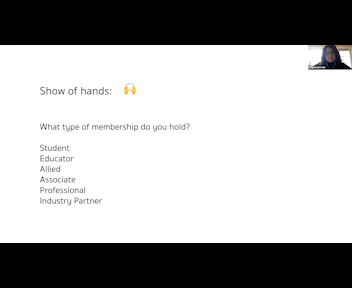 Show of hands: 🙌
What type of membership do you hold?
Student
Educator
Allied
Associate
Professional
Industry Partner